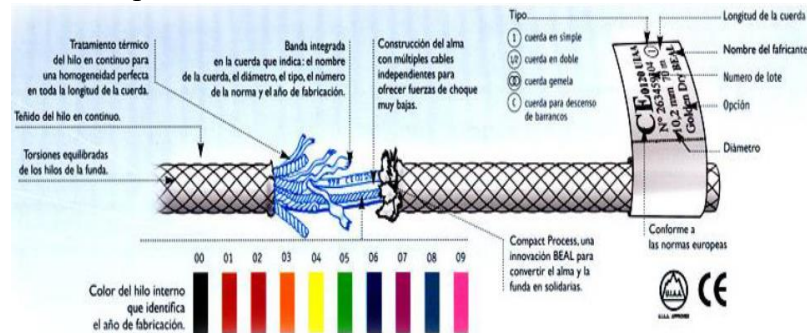 Tratamiento térmico
del hilo en continuo para
una homogeneidad perfecta
en toda la longitud de la cuerda.
Banda integrada
en la cuerda que indica: el nombre
de la cuerda, el diámetro, el tipo, el número
de la norma y el año de fabricación.
Construcción del alma
con múltiples cables
independientes para
ofrecer fuerzas de choque
muy bajas.
Tipo
1 cuerda en simple
1/2 cuerda en doble
cuerda gemela
C cuerda para descenso
de barrancos
Longitud de la cuerda
Nombre del fafricante
Numero de lote
Opción
Diámetro
CE 0120 UIAA
70 m
10,2 mm BEAL
Golden Dry
Teñido del hilo en continuo.
Torsiones equilibradas
de los hilos de la funda.
Compact Process, una
innovación BEAL para
convertir el alma y la
funda en solidarias.
Conforme a
las normas europeas
00 01 02 03 04 05 06 07 08 09
Color del hilo interno
que identifica
el año de fabricación.
UIAA
CE